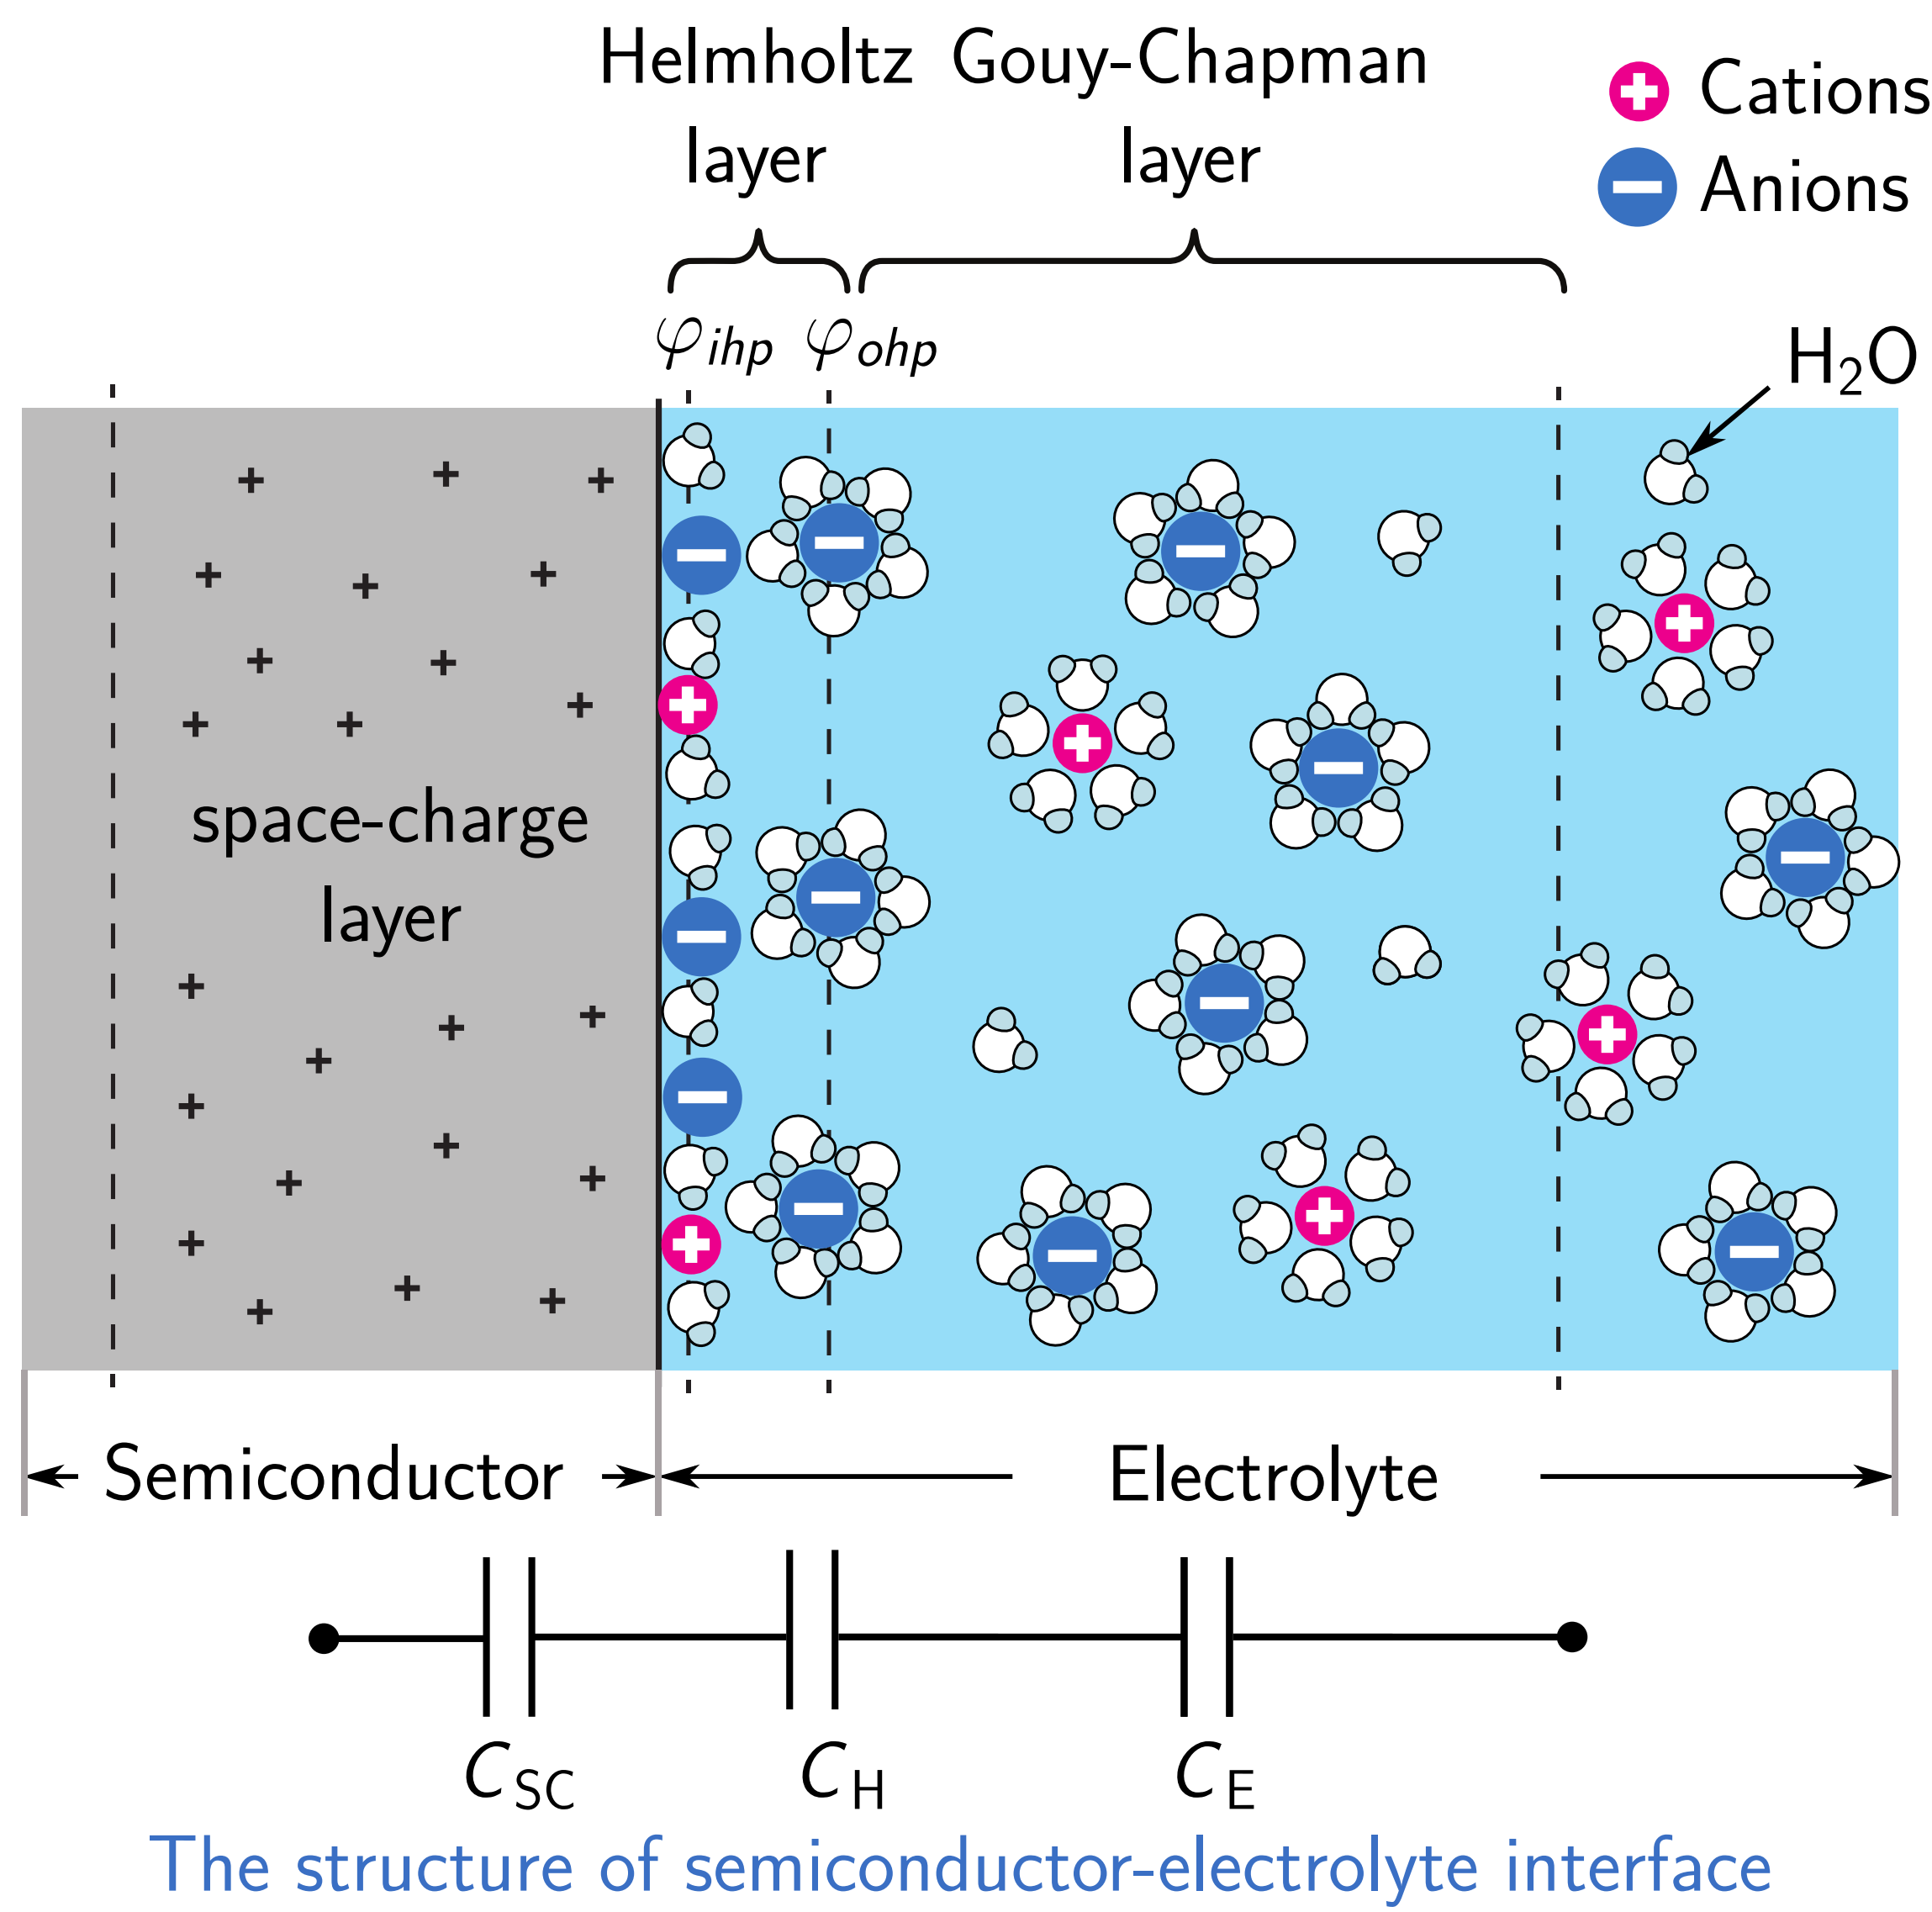 Helmholtz Gouy-Chapman
layer layer
Cations
Anions
φihp φohp
H2O
space-charge
layer
Semiconductor Electrolyte
CSC CH CE
The structure of semiconductor-electrolyte interface